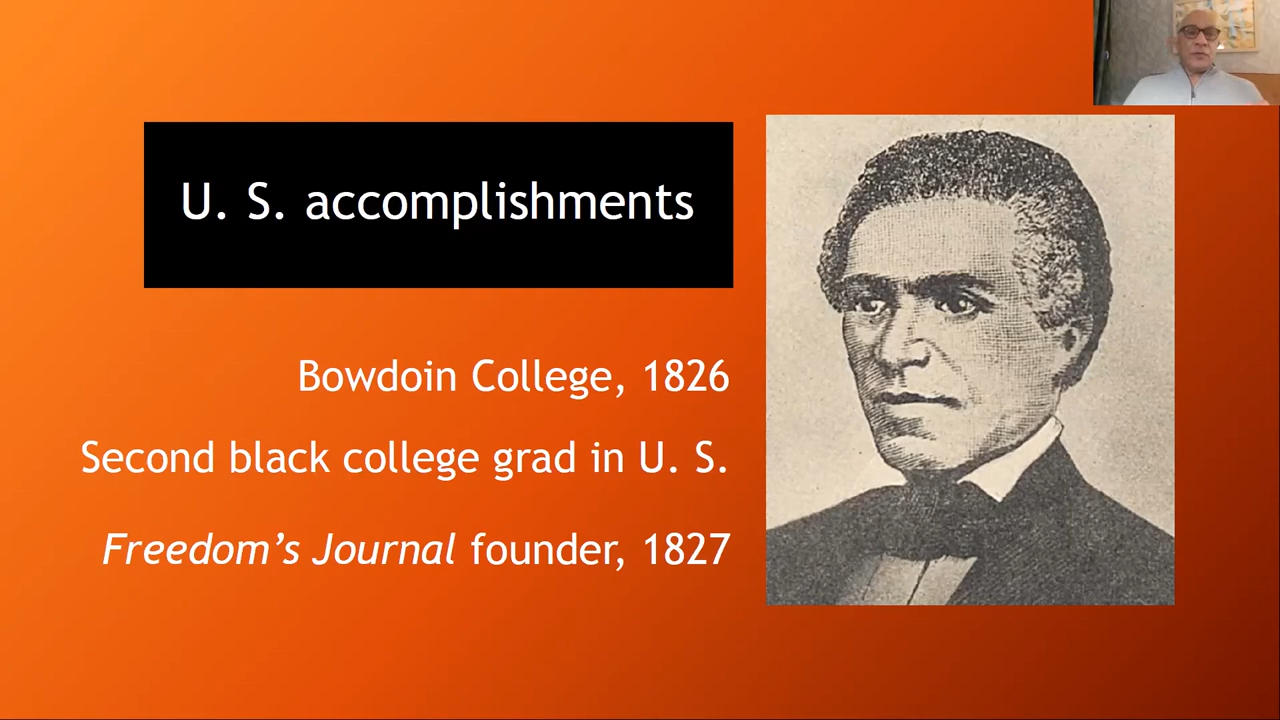 U. S. accomplishments
Bowdoin College, 1826
Second black college grad in U. S.
Freedom’s Journal founder, 1827